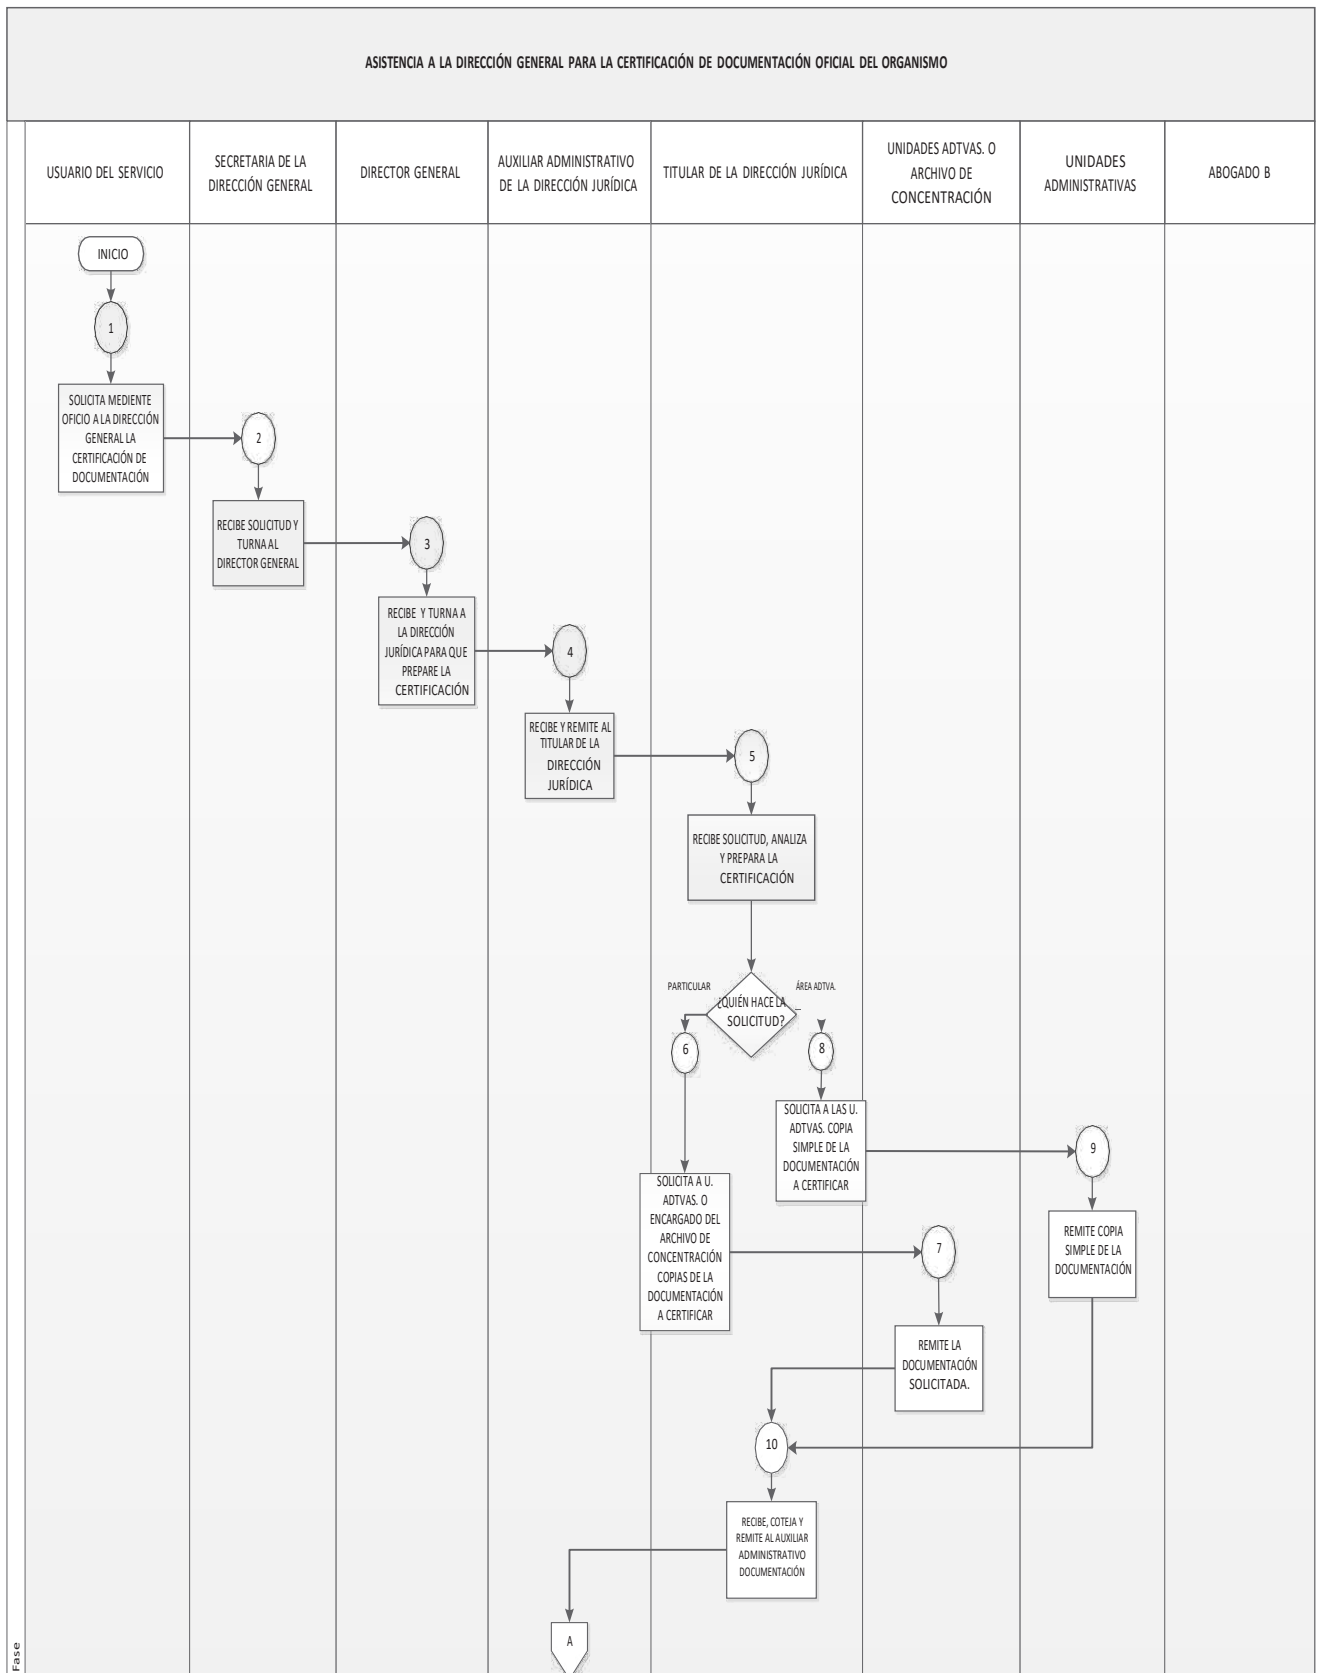 ASISTENCIA A LA DIRECCIÓN GENERAL PARA LA CERTIFICACIÓN DE DOCUMENTACIÓN OFICIAL DEL ORGANISMO
USUARIO DEL SERVICIO
SECRETARIA DE LA
DIRECCIÓN GENERAL
DIRECTOR GENERAL
AUXILIAR ADMINISTRATIVO
DE LA DIRECCIÓN JURÍDICA
TITULAR DE LA DIRECCIÓN JURÍDICA
UNIDADES ADTVAS. O
ARCHIVO DE
CONCENTRACIÓN
UNIDADES
ADMINISTRATIVAS
ABOGADO B
INICIO
1
SOLICITA MEDIENTE
OFICIO A LA DIRECCIÓN
GENERAL LA
CERTIFICACIÓN DE
DOCUMENTACIÓN
2
RECIBE SOLICITUD Y
TURNA AL
DIRECTOR GENERAL
3
RECIBE Y TURNA A
LA DIRECCIÓN
JURÍDICA PARA QUE
PREPARE LA
CERTIFICACIÓN
4
RECIBE Y REMITE AL
TITULAR DE LA
DIRECCIÓN
JURÍDICA
5
RECIBE SOLICITUD, ANALIZA
Y PREPARA LA
CERTIFICACIÓN
PARTICULAR
ÁREA ADTVA.
¿QUIÉN HACE LA
SOLICITUD?
6
8
SOLICITA A LAS U.
ADTVAS. COPIA
SIMPLE DE LA
DOCUMENTACIÓN
A CERTIFICAR
9
SOLICITA A U.
ADTVAS. O
ENCARGADO DEL
ARCHIVO DE
CONCENTRACIÓN
COPIAS DE LA
DOCUMENTACIÓN
A CERTIFICAR
7
REMITE COPIA
SIMPLE DE LA
DOCUMENTACIÓN
REMITE LA
DOCUMENTACIÓN
SOLICITADA.
10
RECIBE, COTEJA Y
REMITE AL AUXILIAR
ADMINISTRATIVO
DOCUMENTACIÓN
A
Fase